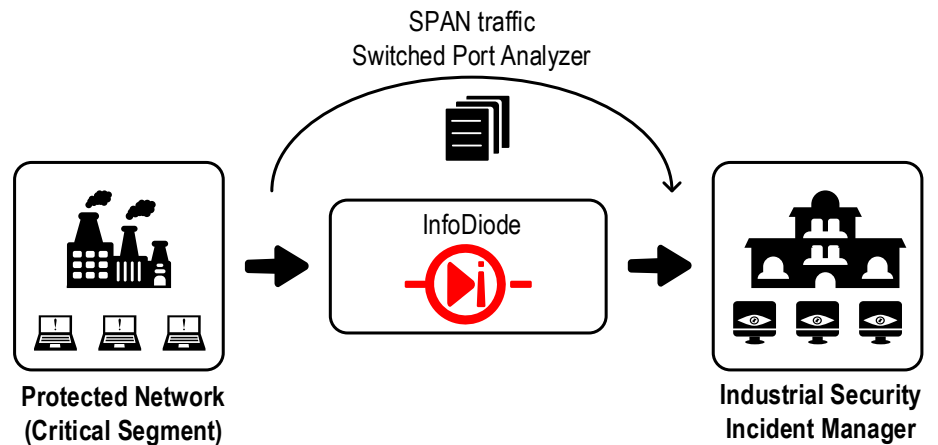 SPAN traffic
Switched Port Analyzer
InfoDiode
Protected Network
(Critical Segment)
Industrial Security
Incident Manager